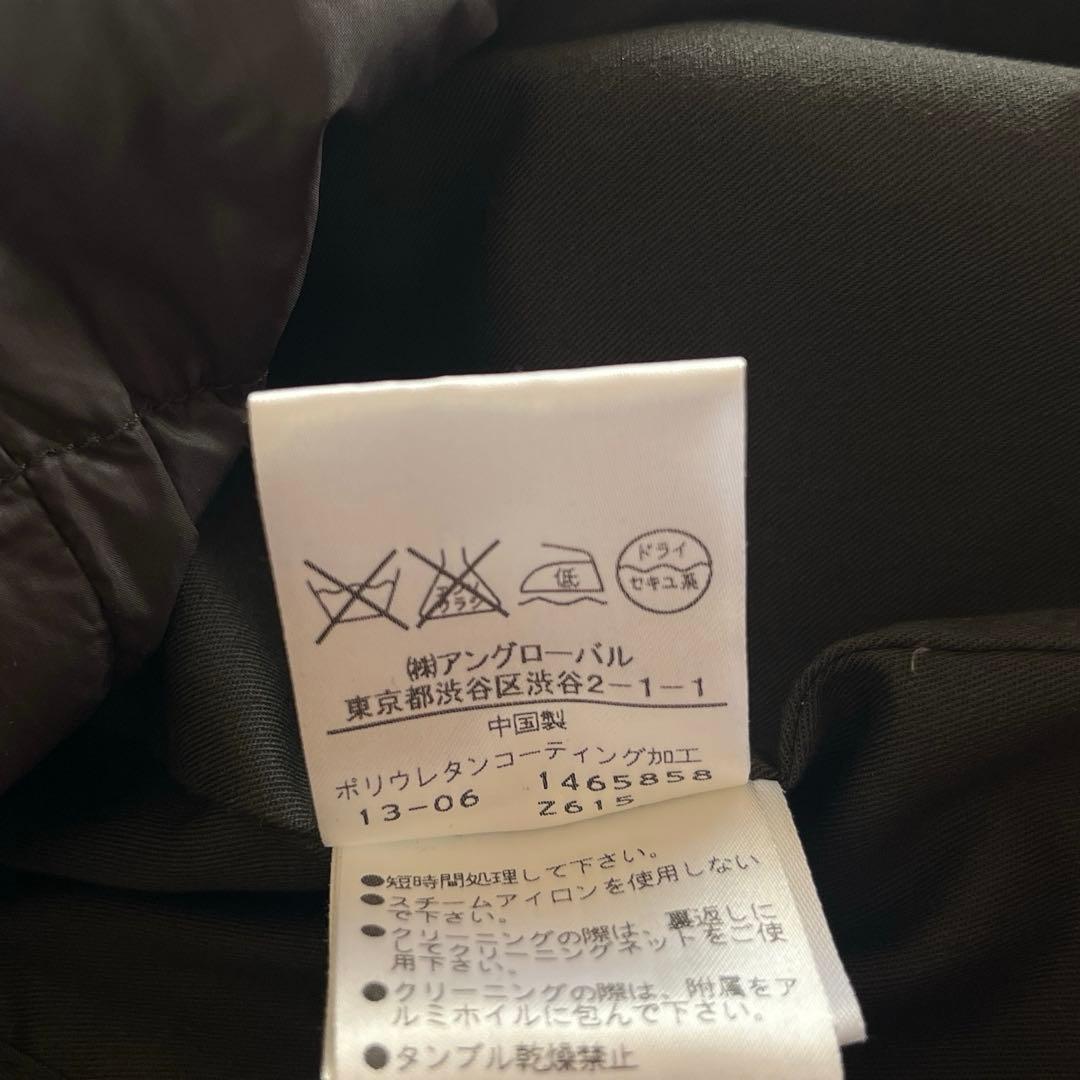 エンソ
サラシ
低
ドライ
セキユ系
㈱アングローバル
東京都渋谷区渋谷2-1-1
中国製
ポリウレタンコーティング加工
13-06 1465858
Z615
●短時間処理して下さい。
●スチームアイロンを使用しない
で下さい。
●クリーニングの際は、裏返しに
してクリーニングネットをご使
用下さい。
●クリーニングの際は、附属をア
ルミホイルに包んで下さい。
●タンブル乾燥禁止